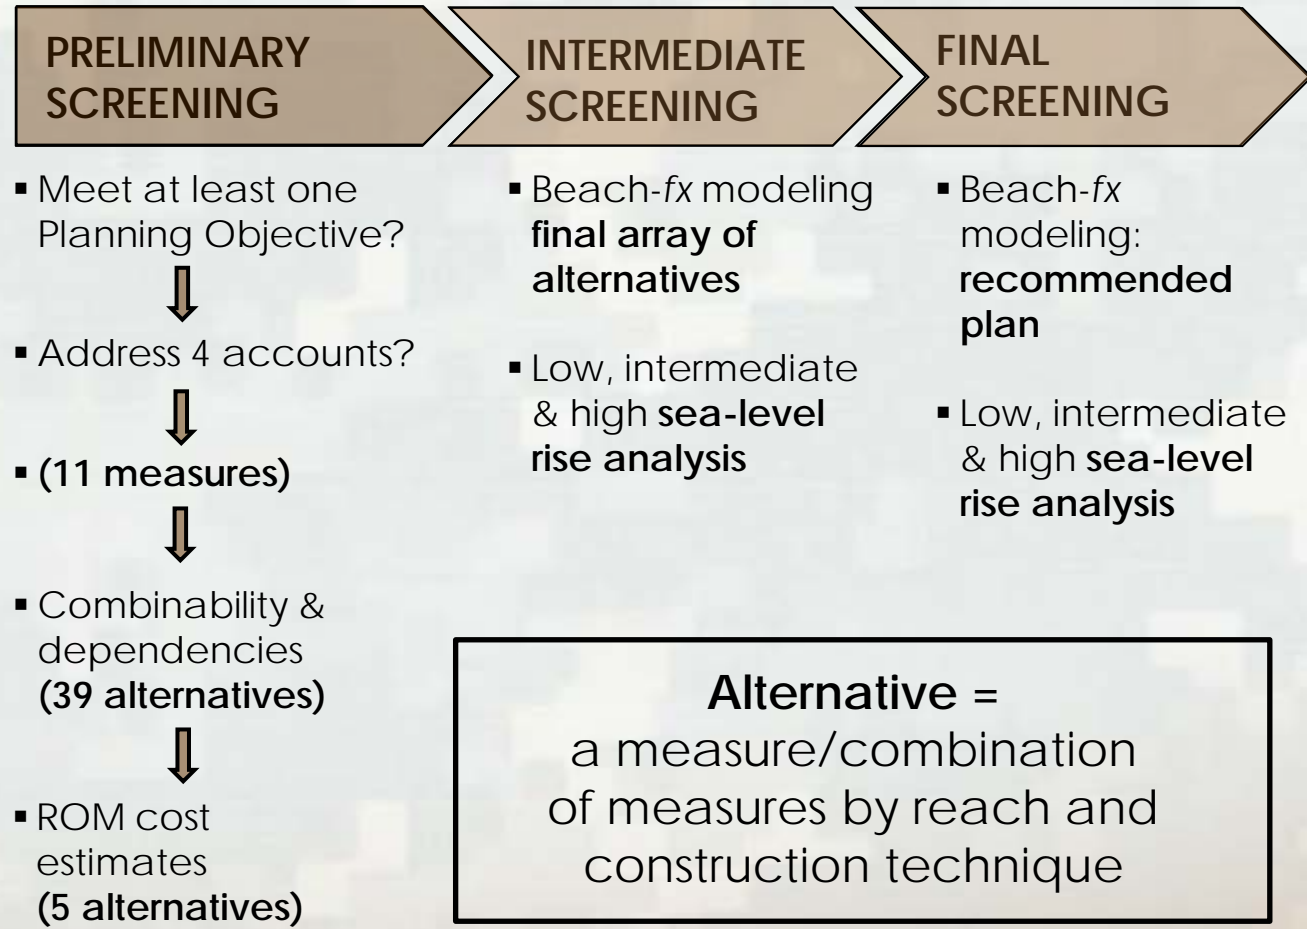 PRELIMINARY
SCREENING
▪ Meet at least one
Planning Objective?
▪ Address 4 accounts?
▪ (11 measures)
▪ Combinability &
dependencies
(39 alternatives)
▪ ROM cost
estimates
(5 alternatives)
INTERMEDIATE
SCREENING
▪ Beach-fx modeling
final array of
alternatives
▪ Low, intermediate
& high sea-level
rise analysis
FINAL
SCREENING
▪ Beach-fx
modeling:
recommended
plan
▪ Low, intermediate
& high sea-level
rise analysis
Alternative =
a measure/combination
of measures by reach and
construction technique